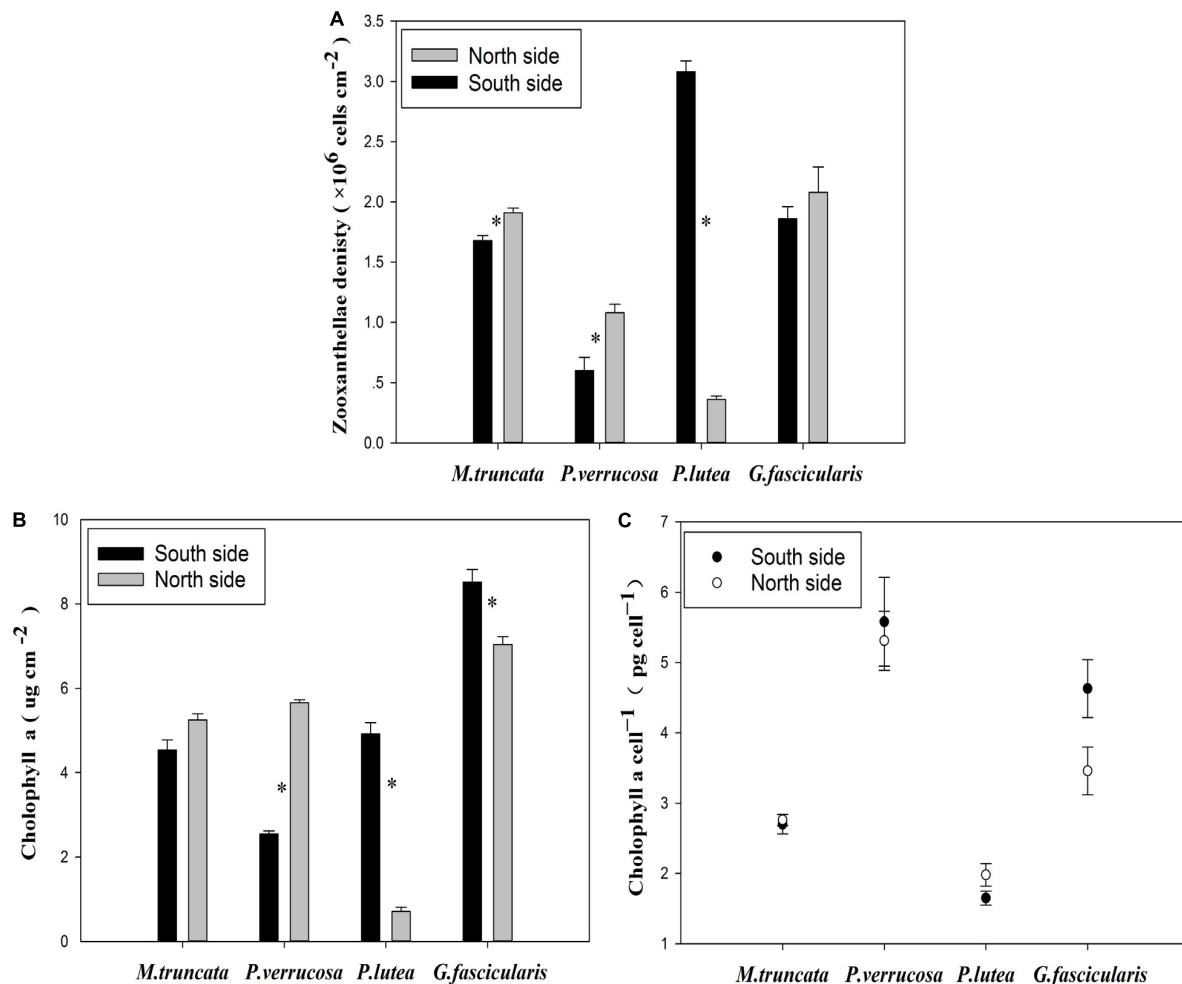 A
Zooxanthellae denisty ( ×10⁶ cells cm⁻² )
3.5
3.0
2.5
2.0
1.5
1.0
.5
0.0
North side
South side
*
*
*
M.truncata P.verrucosa P.lutea G.fascicularis
B
Cholophyll a ( ug cm⁻² )
10
8
6
4
2
0
South side
North side
*
*
*
M.truncata P.verrucosa P.lutea G.fascicularis
C
Cholophyll a cell⁻¹ ( pg cell⁻¹ )
7
6
5
4
3
2
1
South side
North side
M.truncata P.verrucosa P.lutea G.fascicularis